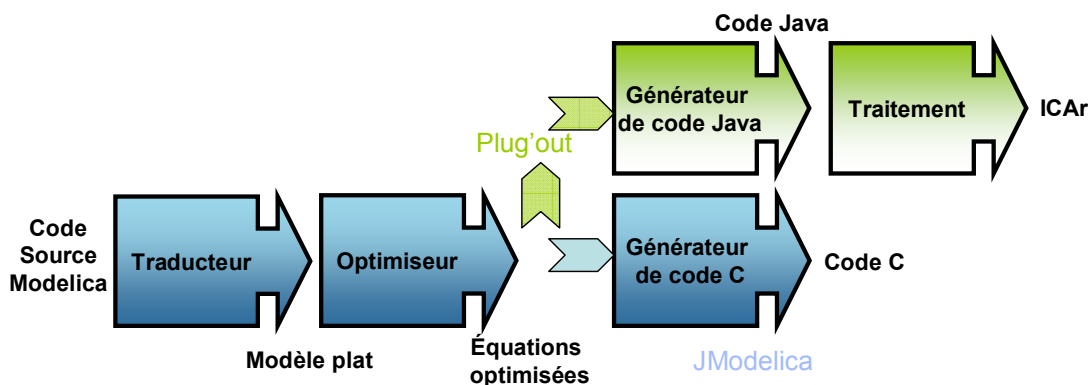 Code Java
Générateur
de code Java
Traitement
ICAr
Plug'out
Code
Source
Modelica
Traducteur
Optimiseur
Générateur
de code C
Code C
Modèle plat
Équations
optimisées
JModelica